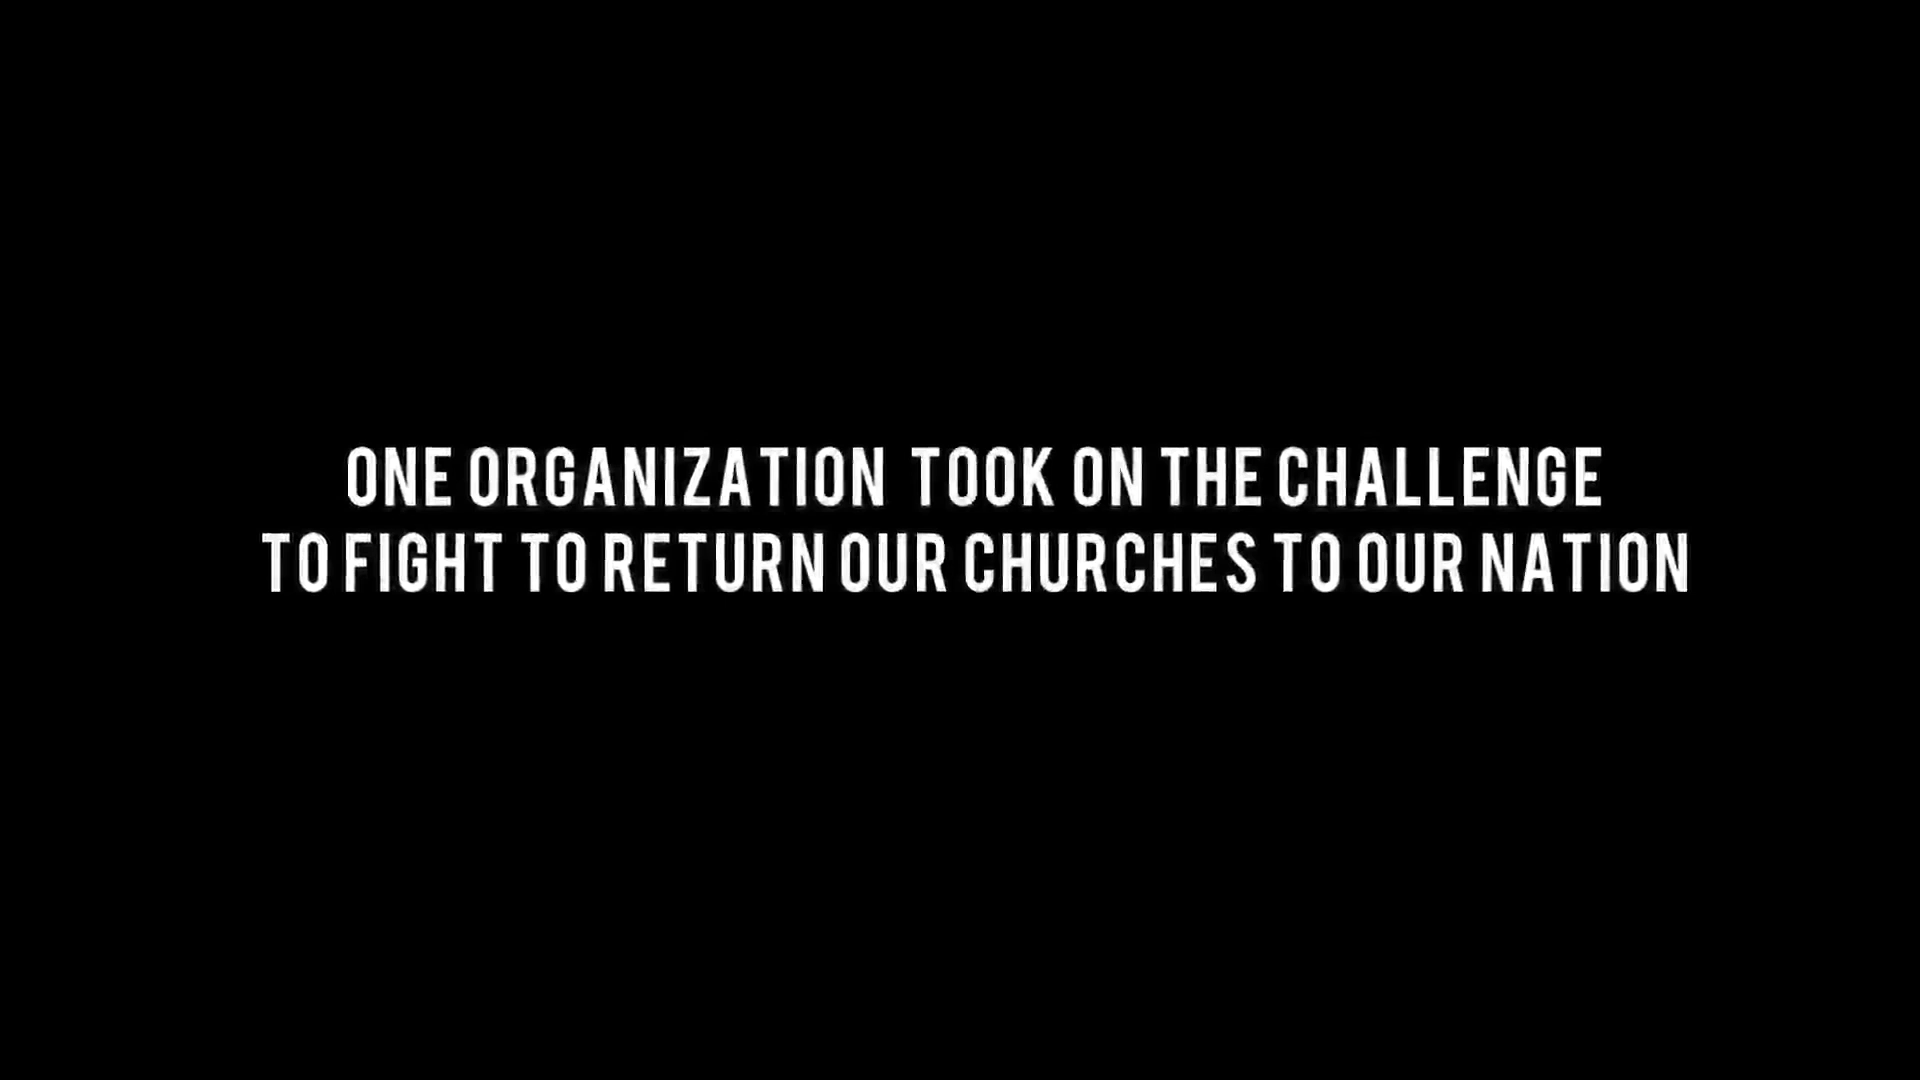 ONE ORGANIZATION TOOK ON THE CHALLENGE
TO FIGHT TO RETURN OUR CHURCHES TO OUR NATION